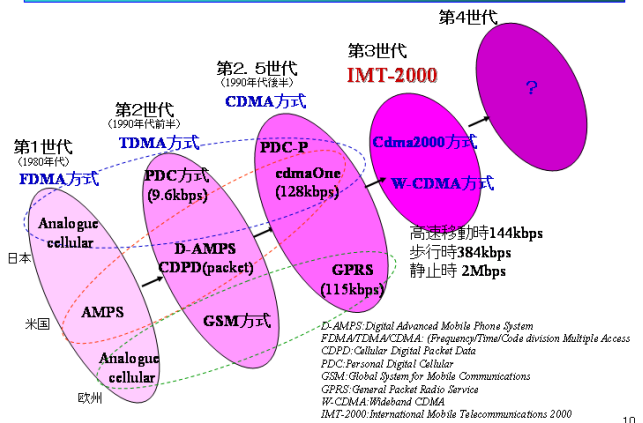 第4世代
?
第3世代
IMT-2000
Cdma2000方式
W-CDMA方式
高速移動時144kbps
歩行時384kbps
静止時 2Mbps
第2.5世代
(1990年代後半)
CDMA方式
PDC-P
cdmaOne
(128kbps)
GPRS
(115kbps)
第2世代
(1990年代前半)
TDMA方式
PDC方式
(9.6kbps)
D-AMPS
CDPD(packet)
GSM方式
第1世代
(1980年代)
FDMA方式
Analogue
cellular
AMPS
Analogue
cellular
日本
米国
欧州
D-AMPS:Digital Advanced Mobile Phone System
FDMA/TDMA/CDMA: (Frequency/Time/Code division Multiple Access
CDPD:Cellular Digital Packet Data
PDC:Personal Digital Cellular
GSM:Global System for Mobile Communications
GPRS:General Packet Radio Service
W-CDMA:Wideband CDMA
IMT-2000:International Mobile Telecommunications 2000
10